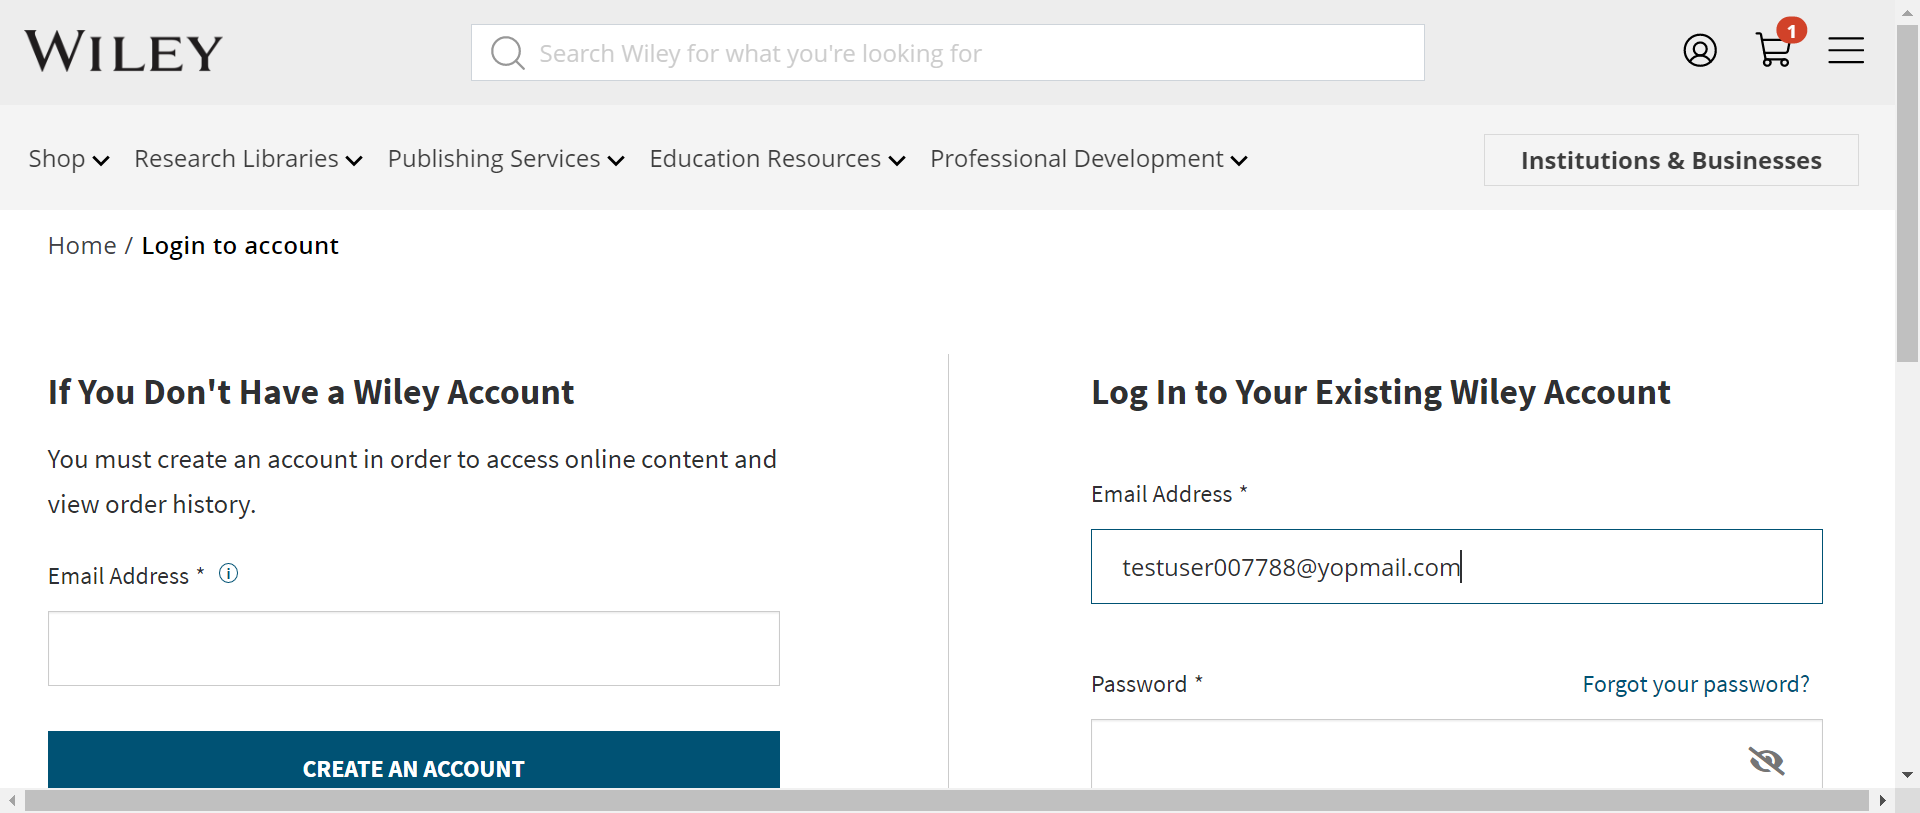 WILEY
Search Wiley for what you're looking for
1
Shop Research Libraries Publishing Services Education Resources Professional Development Institutions & Businesses
Home / Login to account
If You Don't Have a Wiley Account
You must create an account in order to access online content and
view order history.
Email Address *
CREATE AN ACCOUNT
Log In to Your Existing Wiley Account
Email Address *
testuser007788@yopmail.com
Password * Forgot your password?